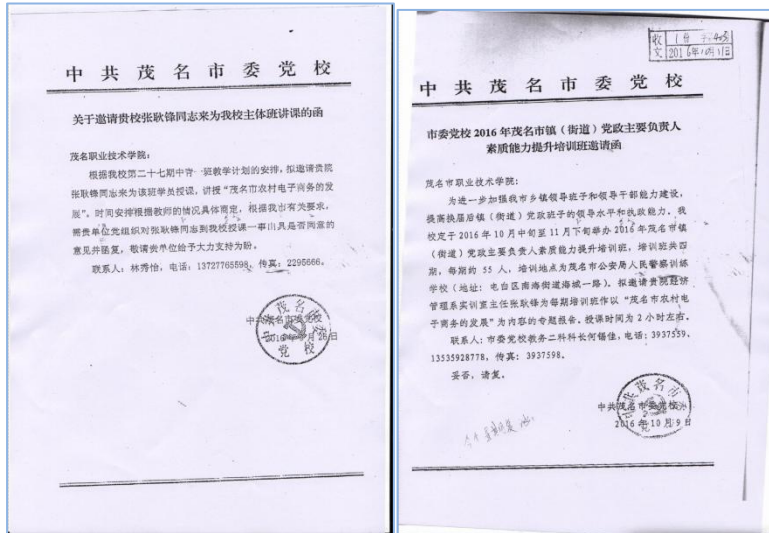 中共茂名市委党校
关于邀请贵校张耿锋同志来为我校主体班讲课的函
茂名职业技术学院：
根据我校第二十七期中青一班教学计划的安排，拟邀请贵院
张耿锋同志来为该班学员授课，讲授“茂名市农村电子商务的发
展”。时间安排根据教师的情况具体商定，根据我市有关要求，
需贵单位党组织对张耿锋同志到我校授课一事出具是否同意的
意见并函复，敬请贵单位给予大力支持为盼。
联系人：林秀怡，电话：13727765598，传真：2295666。
中共茂名市委党校
收文
2016年10月11日
中共茂名市委党校
市委党校 2016 年茂名市镇（街道）党政主要负责人
素质能力提升培训班邀请函
茂名市职业技术学院：
为进一步加强我市乡镇领导班子和领导干部能力建设，
提高换届后镇（街道）党政班子的领导水平和执政能力，我
校定于 2016 年 10 月中旬至 11 月下旬举办 2016 年茂名市镇
（街道）党政主要负责人素质能力提升培训班，培训班共四
期，每期约 55 人，培训地点为茂名市公安局人民警察训练
学校（地址：电白区南海街道海城一路）。拟邀请贵院经济
管理系实训室主任张耿锋为每期培训班作以“茂名市农村电
子商务的发展”为内容的专题报告。授课时间为 2 小时左右。
联系人：市委党校教务二科科长何锡佳，电话：3937559、
13535928778，传真：3937598。
妥否，请复。
中共茂名市委党校
2016 年 10 月 9 日